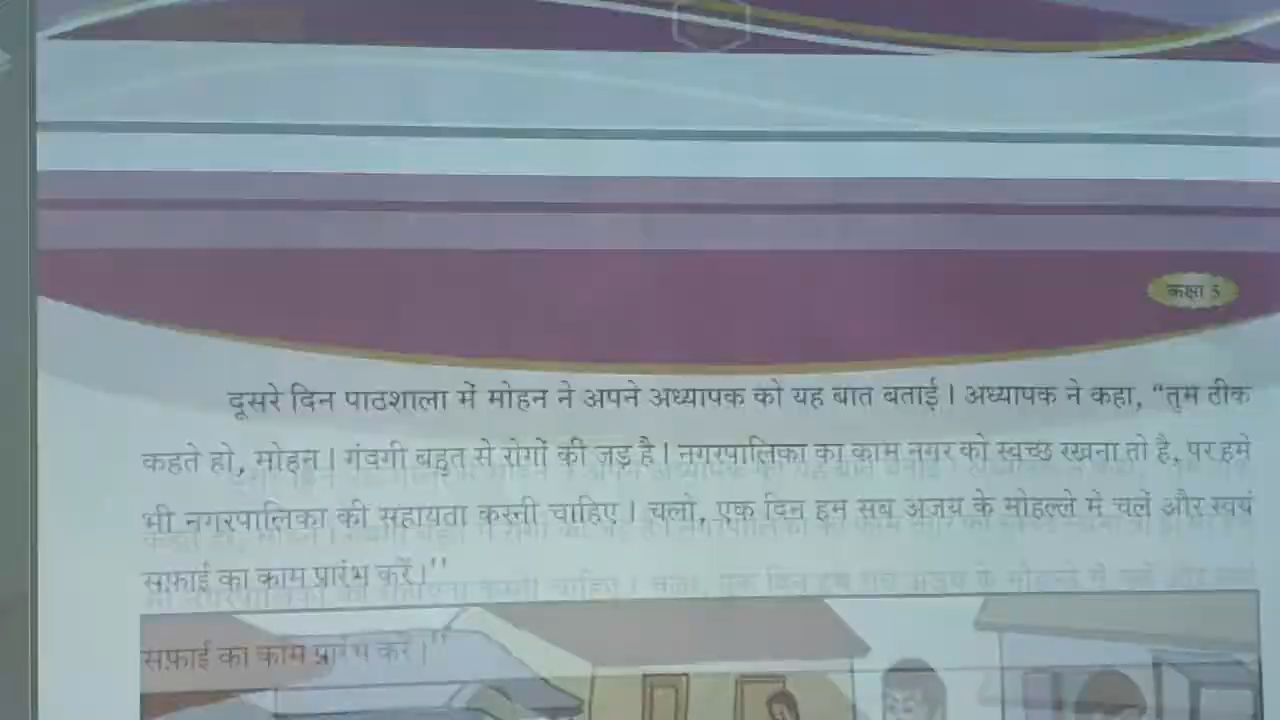 कक्षा 5
दूसरे दिन पाठशाला में मोहन ने अपने अध्यापक को यह बात बताई। अध्यापक ने कहा, “तुम ठीक
कहते हो, मोहन। गंदगी बहुत से रोगों की जड़ है। नगरपालिका का काम नगर को स्वच्छ रखना तो है, पर हमें
भी नगरपालिका की सहायता करनी चाहिए। चलो, एक दिन हम सब अजय के मोहल्ले में चलें और स्वयं
सफ़ाई का काम प्रारंभ करें।”
सफ़ाई का काम प्रारंभ करें।”